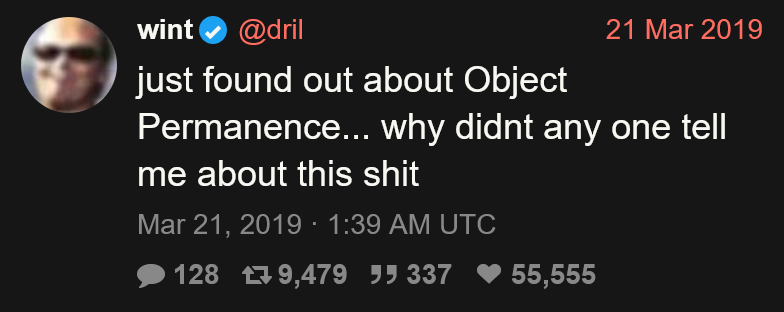 wint @dril 21 Mar 2019
just found out about Object
Permanence... why didnt any one tell
me about this shit
Mar 21, 2019 · 1:39 AM UTC
128 9,479 337 55,555